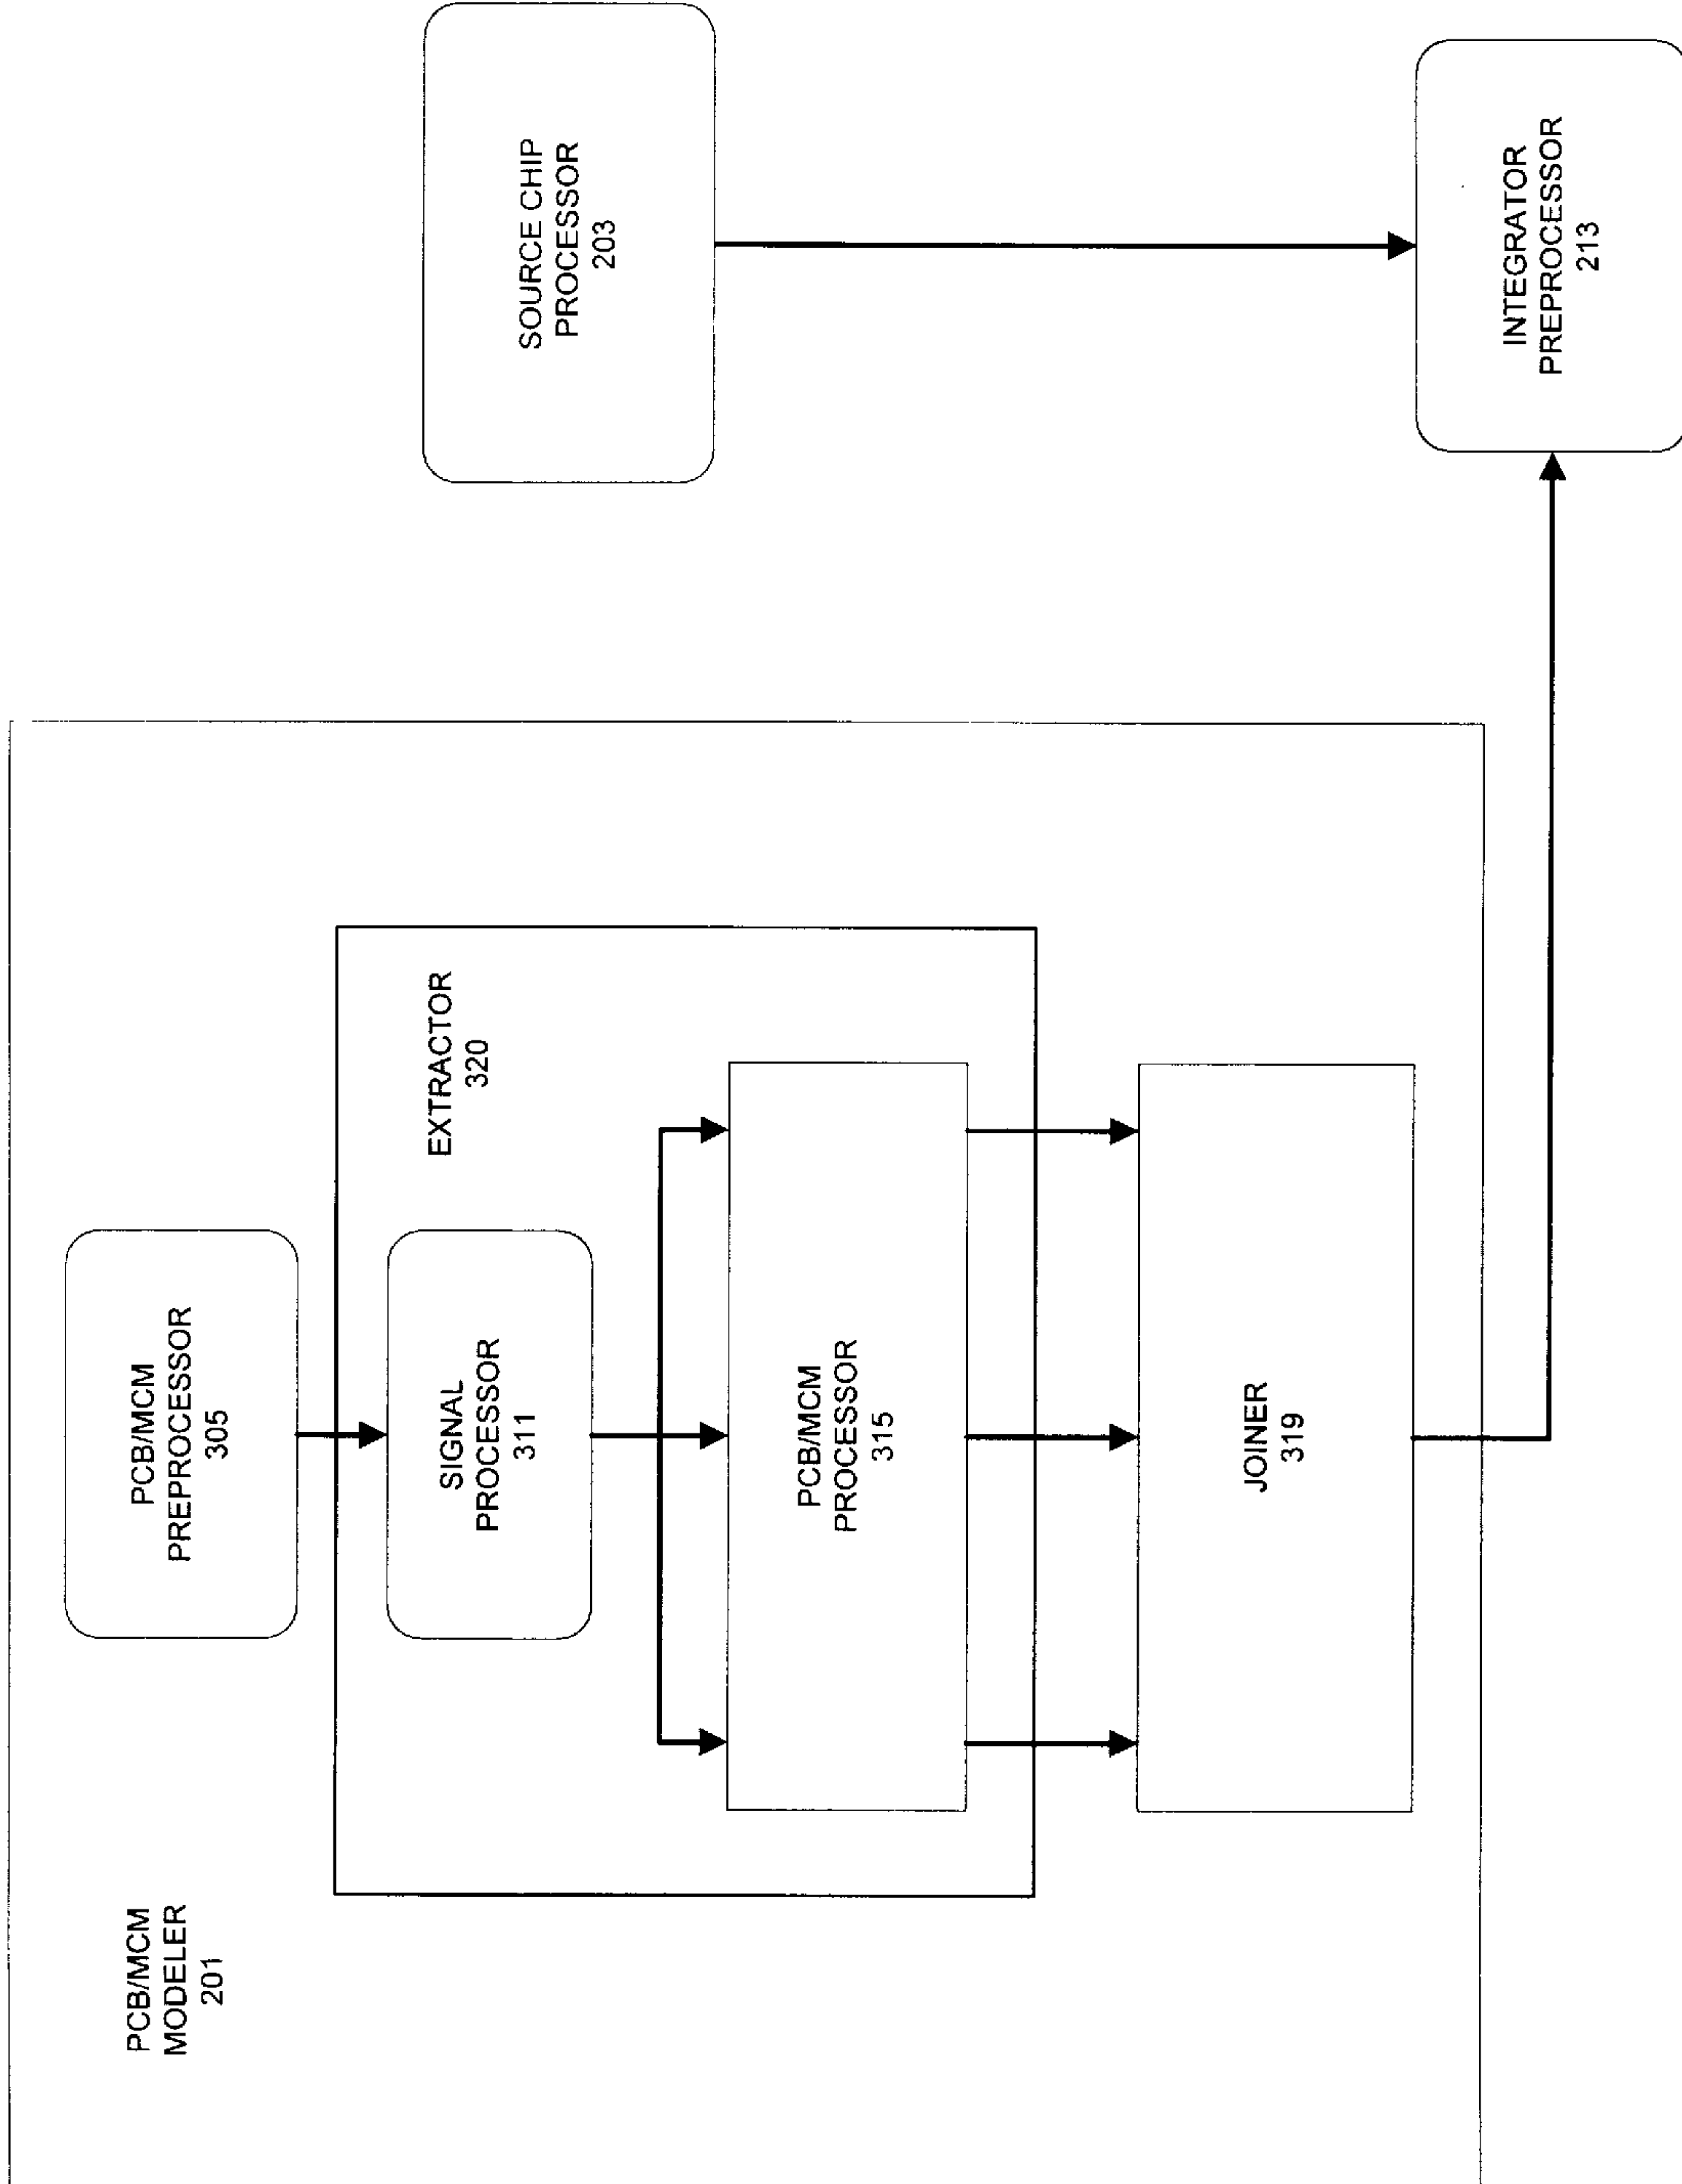 PCB/MCM
MODELER
201
PCB/MCM
PREPROCESSOR
305
SIGNAL
PROCESSOR
311
EXTRACTOR
320
PCB/MCM
PROCESSOR
315
JOINER
319
SOURCE CHIP
PROCESSOR
203
INTEGRATOR
PREPROCESSOR
213